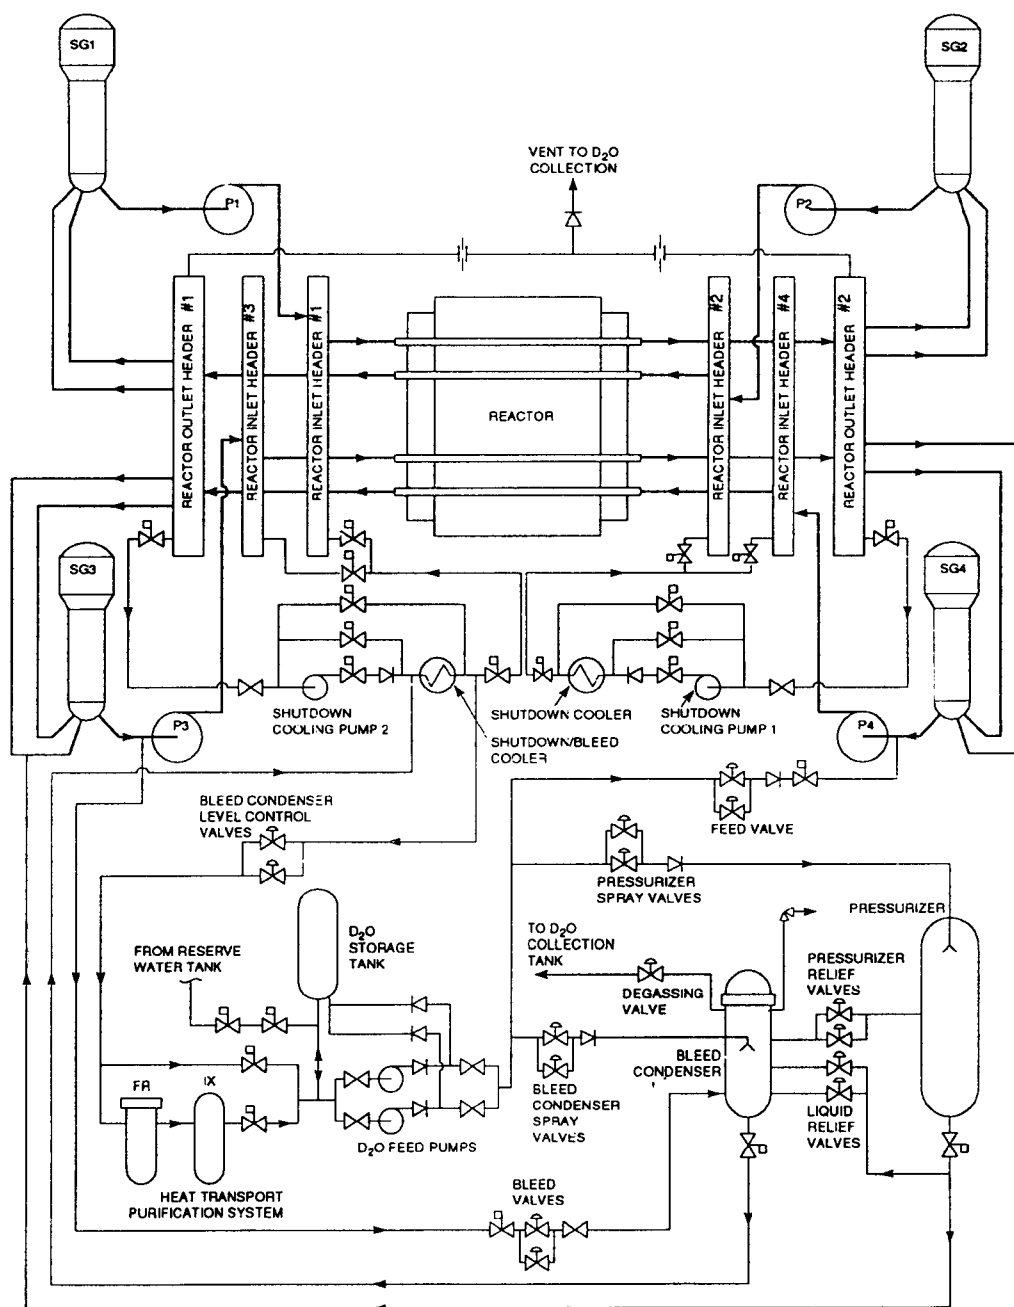 SG1
SG2
VENT TO D₂O
COLLECTION
P1
P2
REACTOR OUTLET HEADER #1
REACTOR INLET HEADER #3
REACTOR INLET HEADER #1
REACTOR
REACTOR INLET HEADER #2
REACTOR INLET HEADER #4
REACTOR OUTLET HEADER #2
SG3
SG4
P3
SHUTDOWN
COOLING PUMP 2
SHUTDOWN/BLEED
COOLER
SHUTDOWN COOLER
SHUTDOWN
COOLING PUMP 1
P4
BLEED CONDENSER
LEVEL CONTROL
VALVES
FEED VALVE
PRESSURIZER
SPRAY VALVES
D₂O
STORAGE
TANK
FROM RESERVE
WATER TANK
TO D₂O
COLLECTION
TANK
DEGASSING
VALVE
PRESSURIZER
PRESSURIZER
RELIEF
VALVES
BLEED
CONDENSER
FR
IX
D₂O FEED PUMPS
BLEED
CONDENSER
SPRAY
VALVES
LIQUID
RELIEF
VALVES
HEAT TRANSPORT
PURIFICATION SYSTEM
BLEED
VALVES